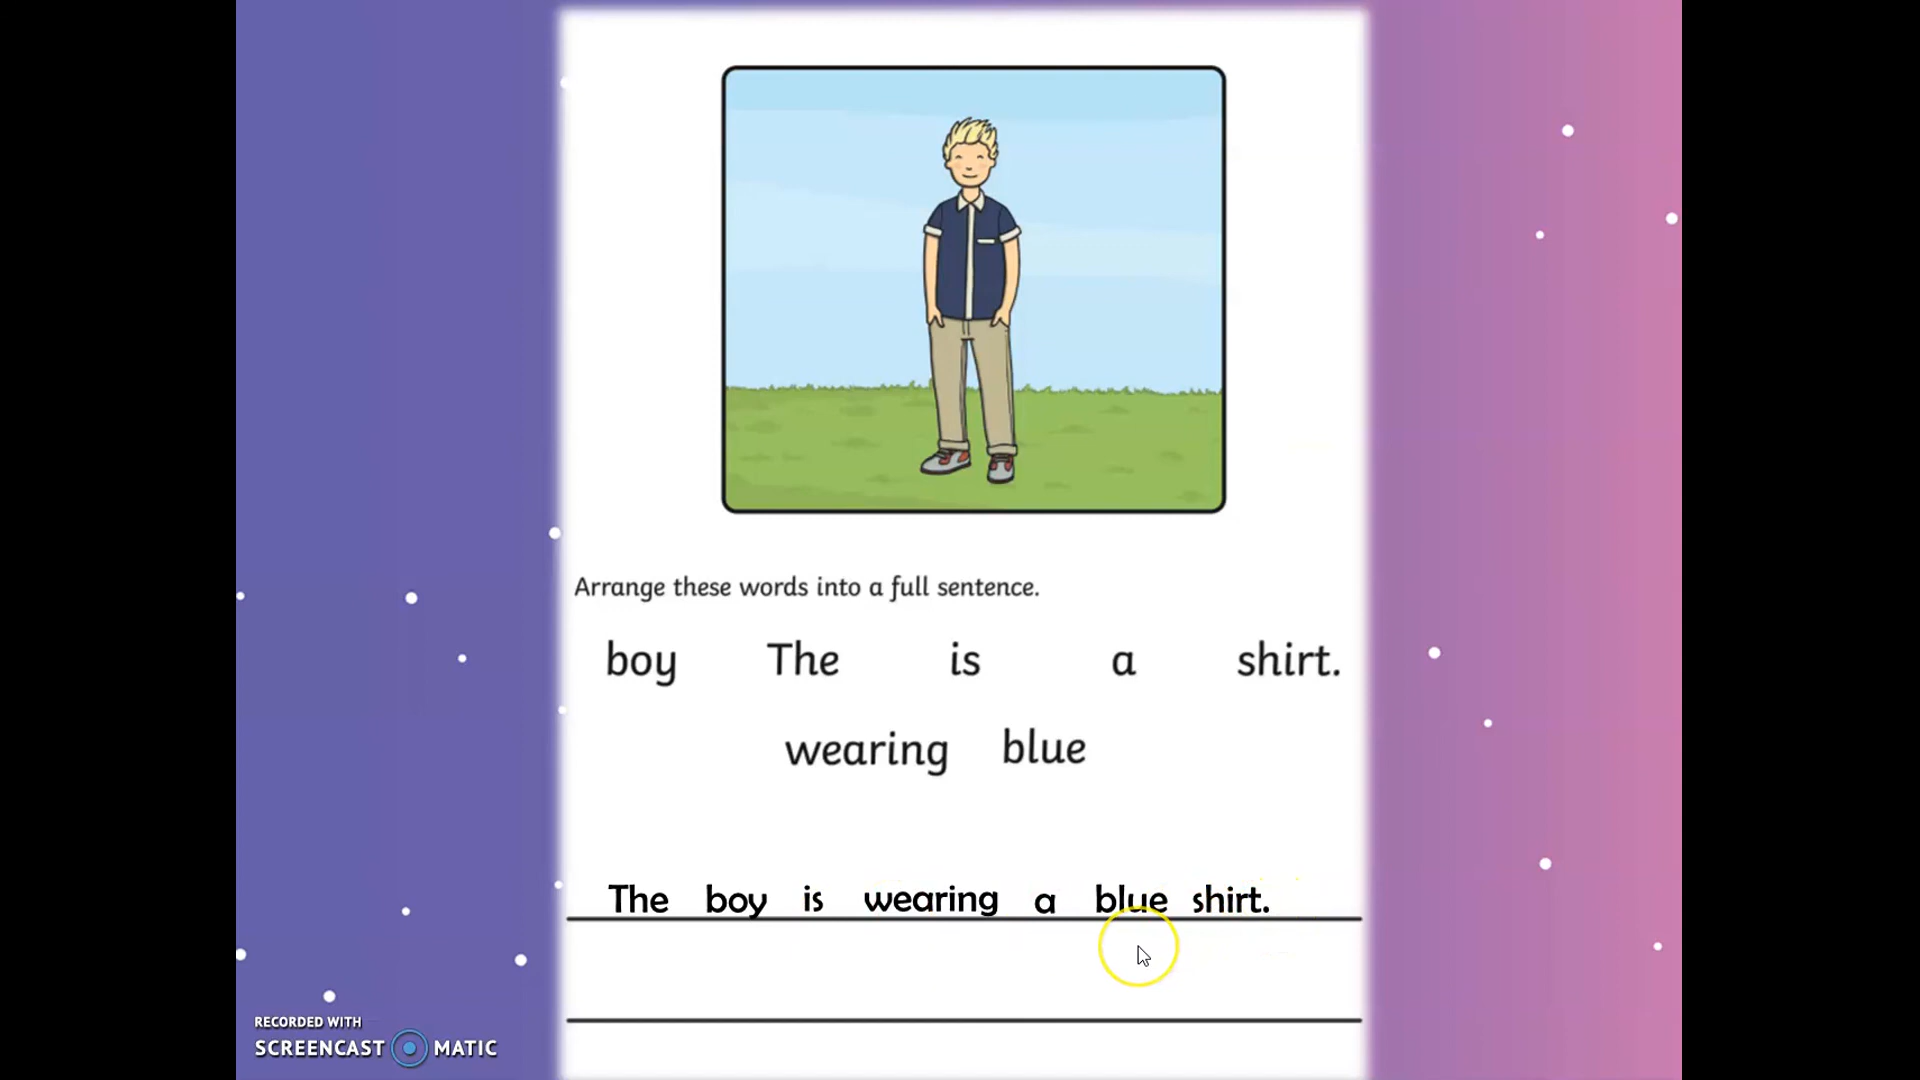 Arrange these words into a full sentence.
boy The is a shirt.
wearing blue
The boy is wearing a blue shirt.
RECORDED WITH
SCREENCAST MATIC